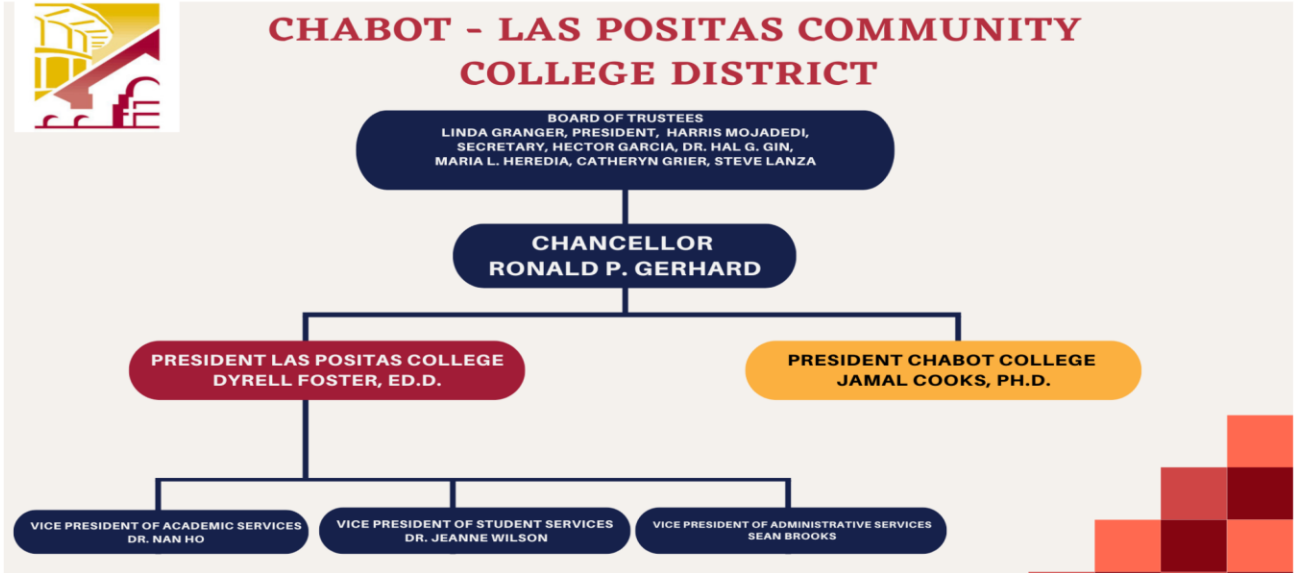 CHABOT - LAS POSITAS COMMUNITY
COLLEGE DISTRICT
BOARD OF TRUSTEES
LINDA GRANGER, PRESIDENT, HARRIS MOJADEDI,
SECRETARY, HECTOR GARCIA, DR. HAL G. GIN,
MARIA L. HEREDIA, CATHERYN GRIER, STEVE LANZA
CHANCELLOR
RONALD P. GERHARD
PRESIDENT LAS POSITAS COLLEGE
DYRELL FOSTER, ED.D.
PRESIDENT CHABOT COLLEGE
JAMAL COOKS, PH.D.
VICE PRESIDENT OF ACADEMIC SERVICES
DR. NAN HO
VICE PRESIDENT OF STUDENT SERVICES
DR. JEANNE WILSON
VICE PRESIDENT OF ADMINISTRATIVE SERVICES
SEAN BROOKS